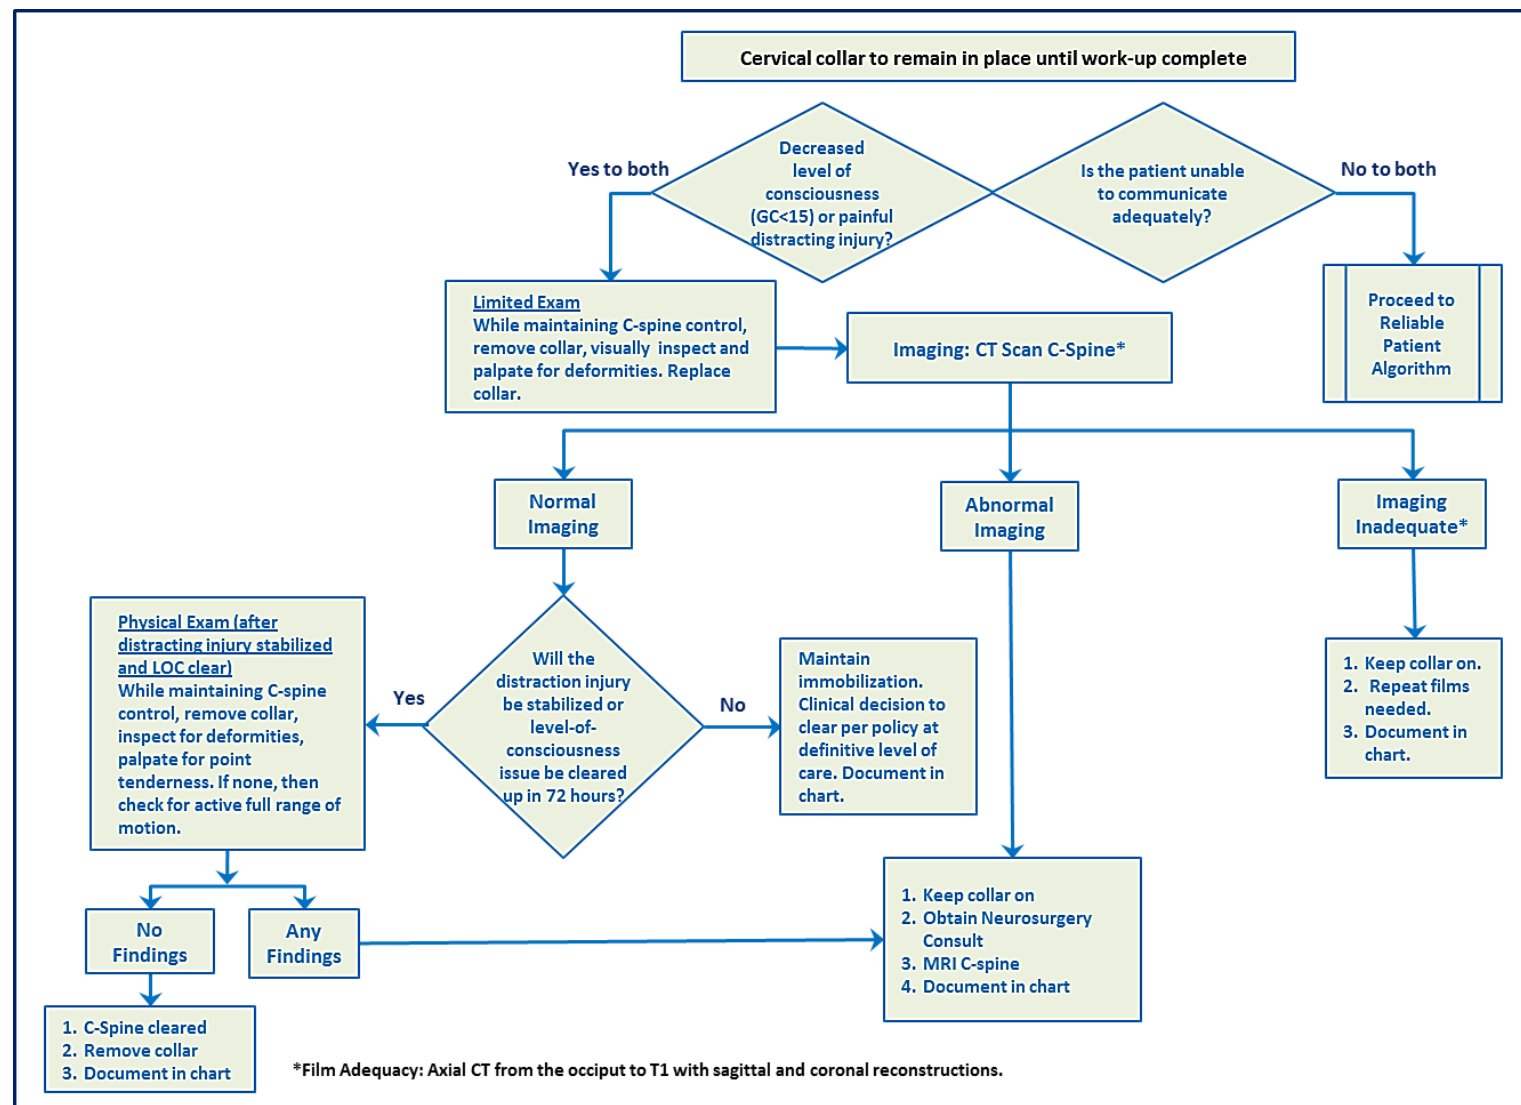 Cervical collar to remain in place until work-up complete
Yes to both
Decreased
level of
consciousness
(GC<15) or painful
distracting injury?
Is the patient unable
to communicate
adequately?
No to both
Limited Exam
While maintaining C-spine control,
remove collar, visually inspect and
palpate for deformities. Replace
collar.
Imaging: CT Scan C-Spine*
Proceed to
Reliable
Patient
Algorithm
Normal
Imaging
Abnormal
Imaging
Imaging
Inadequate*
Physical Exam (after
distracting injury stabilized
and LOC clear)
While maintaining C-spine
control, remove collar,
inspect for deformities,
palpate for point
tenderness. If none, then
check for active full range of
motion.
Yes
Will the
distraction injury
be stabilized or
level-of-
consciousness
issue be cleared
up in 72 hours?
No
Maintain
immobilization.
Clinical decision to
clear per policy at
definitive level of
care. Document in
chart.
1. Keep collar on.
2. Repeat films
needed.
3. Document in
chart.
No
Findings
Any
Findings
1. Keep collar on
2. Obtain Neurosurgery
Consult
3. MRI C-spine
4. Document in chart
1. C-Spine cleared
2. Remove collar
3. Document in chart
*Film Adequacy: Axial CT from the occiput to T1 with sagittal and coronal reconstructions.